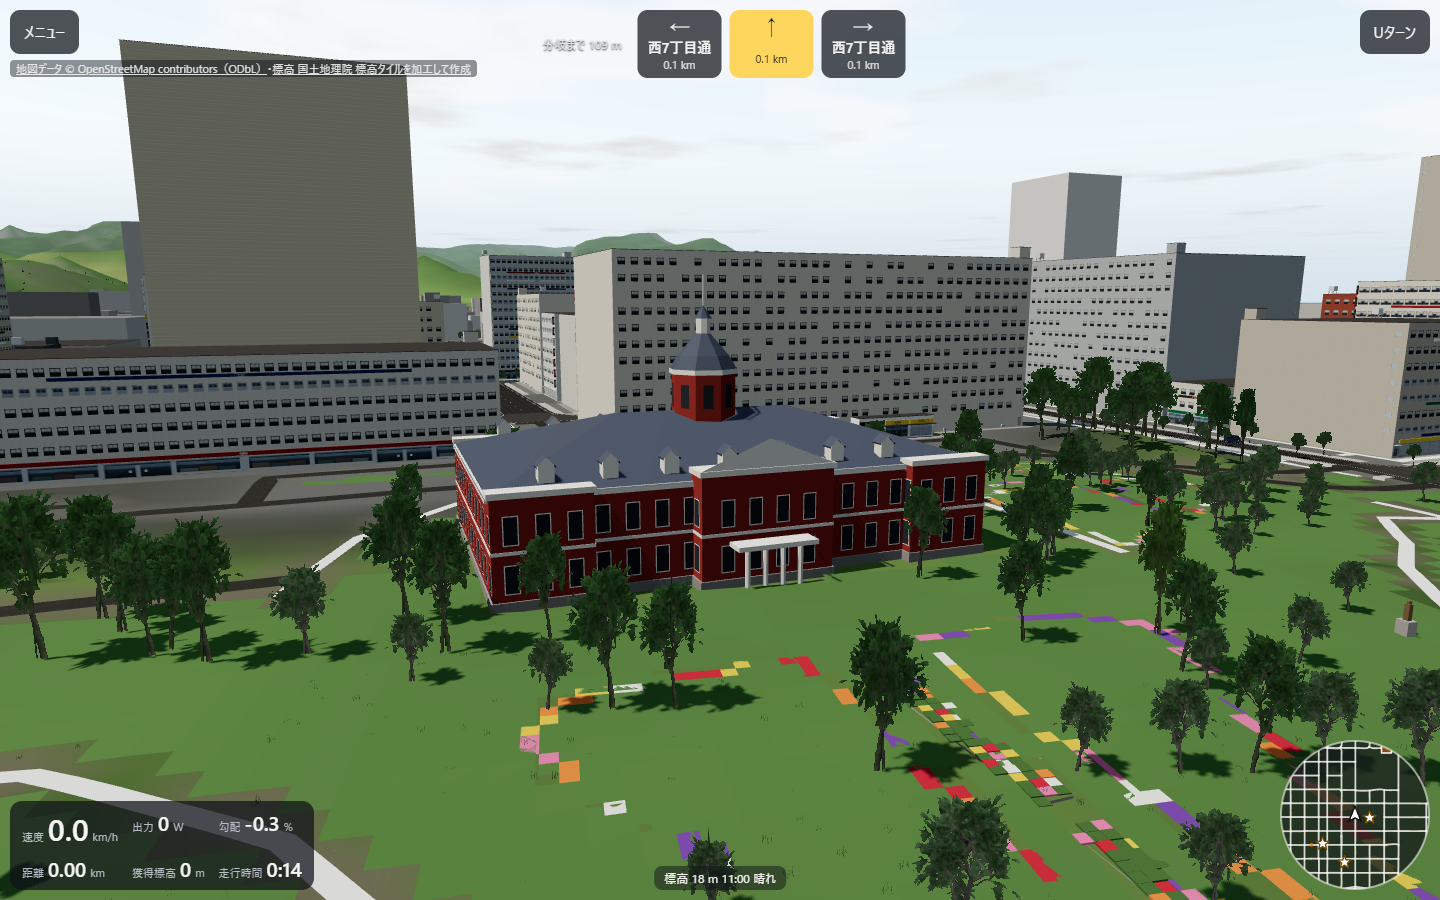 メニュー
地図データ © OpenStreetMap contributors（ODbL）・標高 国土地理院 標高タイルを加工して作成
分岐まで 109 m
←
西7丁目通
0.1 km
↑
0.1 km
→
西7丁目通
0.1 km
Uターン
速度 0.0 km/h
出力 0 W
勾配 -0.3 %
距離 0.00 km
獲得標高 0 m
走行時間 0:14
標高 18 m 11:00 晴れ